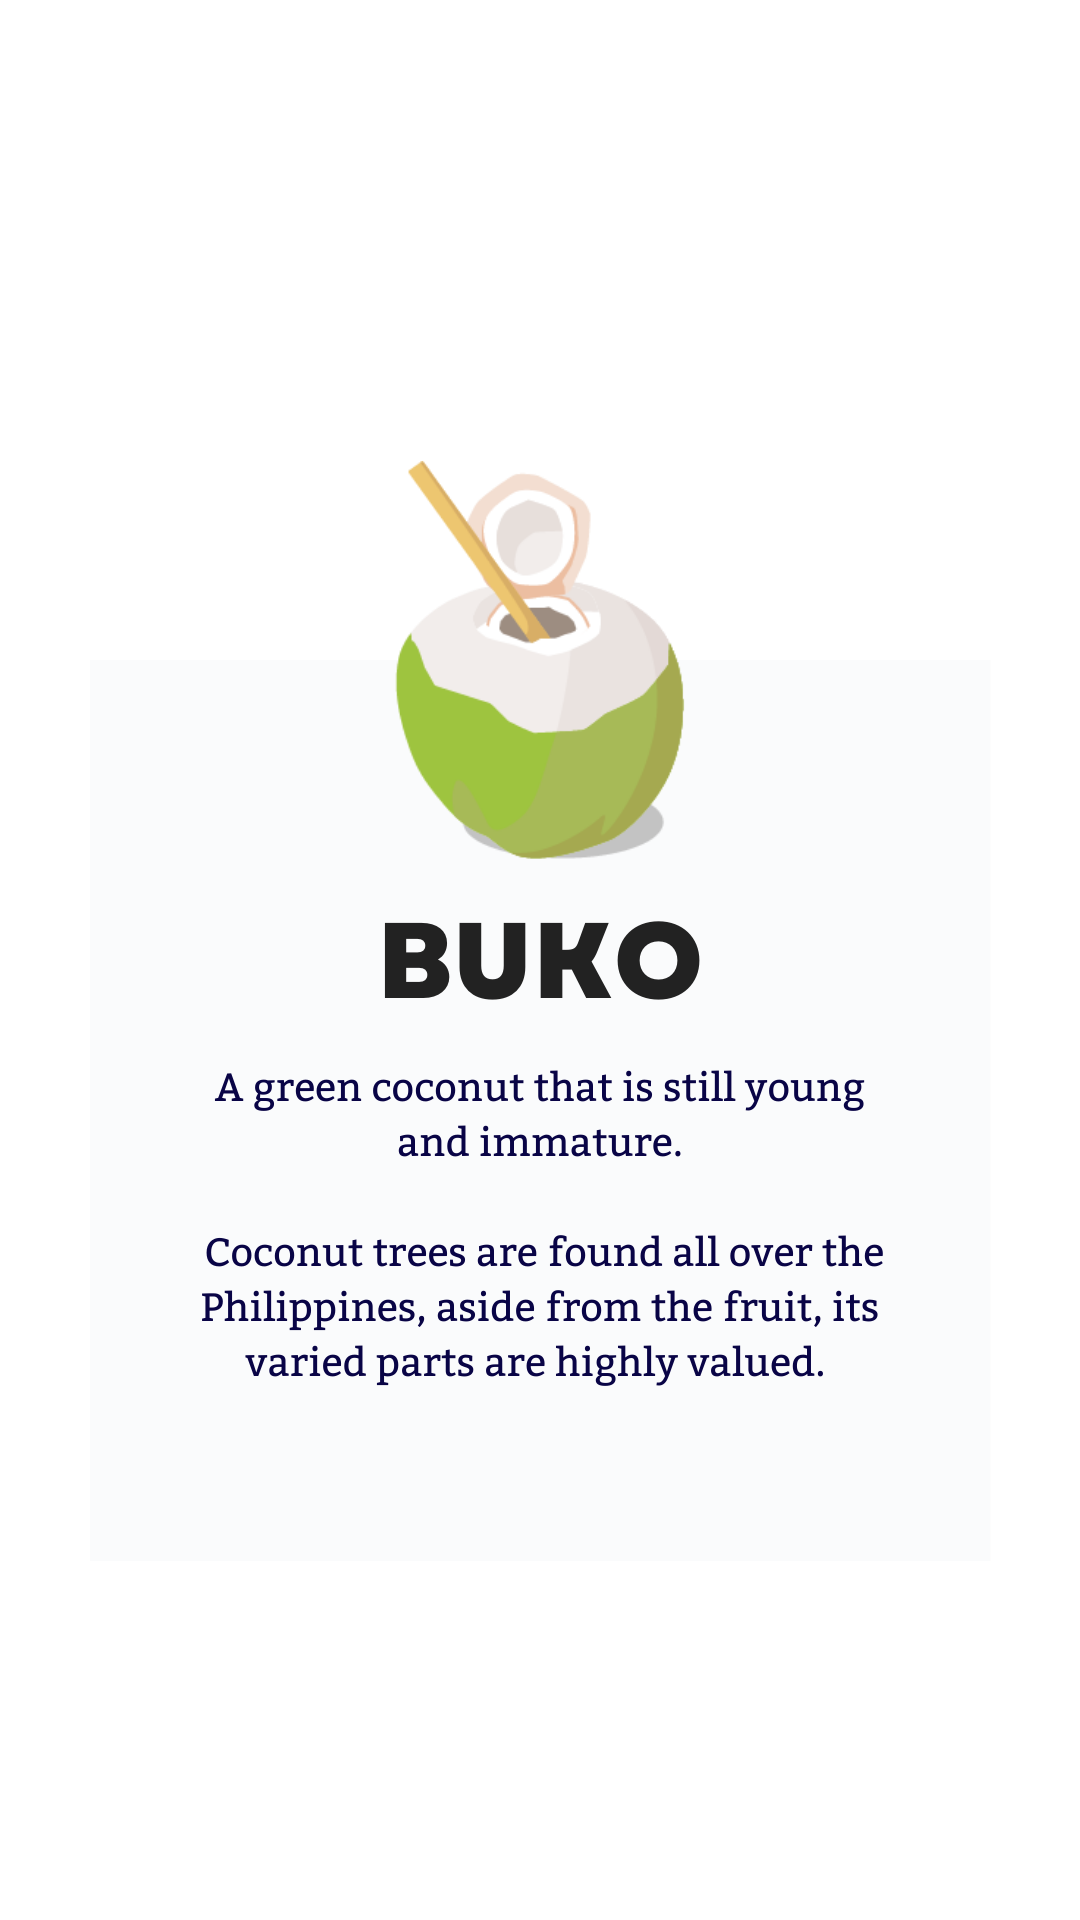 BUKO
A green coconut that is still young
and immature.
Coconut trees are found all over the
Philippines, aside from the fruit, its
varied parts are highly valued.